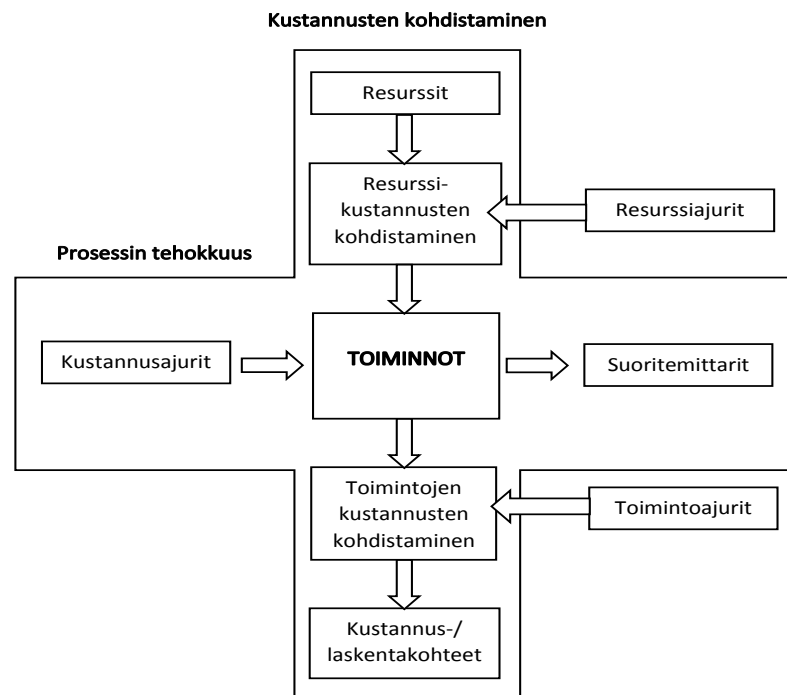 Kustannusten kohdistaminen
Resurssit
Resurssi-
kustannusten
kohdistaminen
Resurssiajurit
Prosessin tehokkuus
Kustannusajurit
TOIMINNOT
Suoritemittarit
Toimintojen
kustannusten
kohdistaminen
Toimintoajurit
Kustannus-/
laskentakohteet